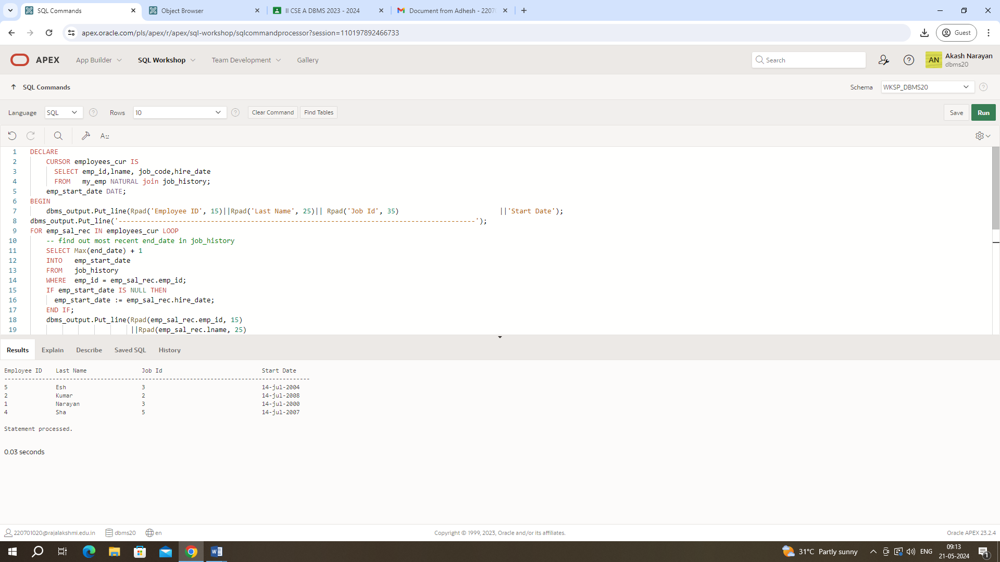 SQL Commands
Object Browser
II CSE A DBMS 2023 - 2024
Document from Adhesh - 2207
apex.oracle.com/pls/apex/r/apex/sql-workshop/sqlcommandprocessor?session=110197892466733
Guest
APEX
App Builder
SQL Workshop
Team Development
Gallery
Search
AN
Akash Narayan
dbms20
SQL Commands
Schema
WKSP_DBMS20
Language
SQL
Rows
10
Clear Command
Find Tables
Save
Run
A::
1 DECLARE
2 CURSOR employees_cur IS
3 SELECT emp_id,lname, job_code,hire_date
4 FROM my_emp NATURAL join job_history;
5 emp_start_date DATE;
6 BEGIN
7 dbms_output.Put_line(Rpad('Employee ID', 15)||Rpad('Last Name', 25)|| Rpad('Job Id', 35) ||'Start Date');
8 dbms_output.Put_line('-----------------------------------------------------------------------------------------');
9 FOR emp_sal_rec IN employees_cur LOOP
10 -- find out most recent end_date in job_history
11 SELECT Max(end_date) + 1
12 INTO emp_start_date
13 FROM job_history
14 WHERE emp_id = emp_sal_rec.emp_id;
15 IF emp_start_date IS NULL THEN
16 emp_start_date := emp_sal_rec.hire_date;
17 END IF;
18 dbms_output.Put_line(Rpad(emp_sal_rec.emp_id, 15)
19 ||Rpad(emp_sal_rec.lname, 25)
Results
Explain
Describe
Saved SQL
History
Employee ID Last Name Job Id Start Date
-----------------------------------------------------------------------------------------
5 Esh 3 14-jul-2004
2 Kumar 2 14-jul-2008
1 Narayan 3 14-jul-2000
4 Sha 5 14-jul-2007
Statement processed.
0.03 seconds
220701020@rajalakshmi.edu.in
dbms20
en
Copyright © 1999, 2023, Oracle and/or its affiliates.
Oracle APEX 23.2.4
31°C Partly sunny
ENG
09:13
21-05-2024
1